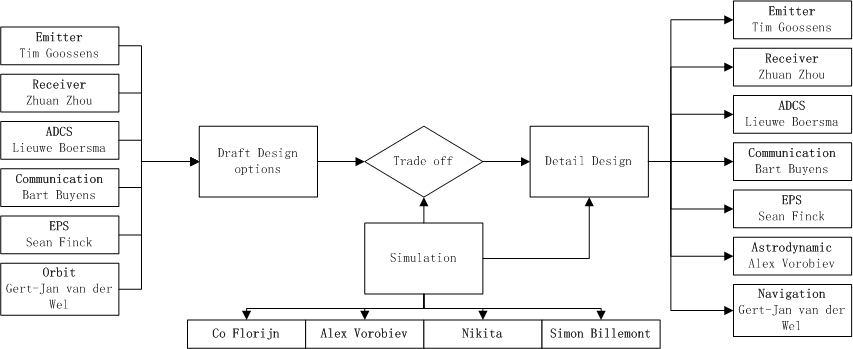 Emitter
Tim Goossens
Receiver
Zhuan Zhou
ADCS
Lieuwe Boersma
Communication
Bart Buyens
EPS
Sean Finck
Orbit
Gert-Jan van der
Wel
Draft Design
options
Trade off
Detail Design
Simulation
Co Florijn
Alex Vorobiev
Nikita
Simon Billemont
Emitter
Tim Goossens
Receiver
Zhuan Zhou
ADCS
Lieuwe Boersma
Communication
Bart Buyens
EPS
Sean Finck
Astrodynamic
Alex Vorobiev
Navigation
Gert-Jan van der
Wel